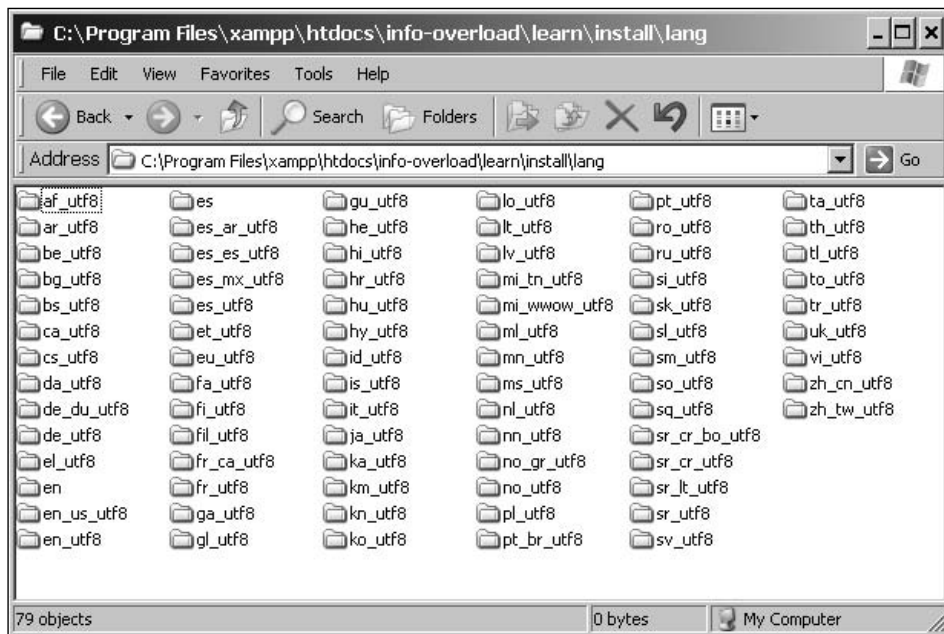 C:\Program Files\xampp\htdocs\info-overload\learn\install\lang
File Edit View Favorites Tools Help
Back Search Folders
Address C:\Program Files\xampp\htdocs\info-overload\learn\install\lang Go
af_utf8 es gu_utf8 lo_utf8 pt_utf8 ta_utf8
ar_utf8 es_ar_utf8 he_utf8 lt_utf8 ro_utf8 th_utf8
be_utf8 es_es_utf8 hi_utf8 lv_utf8 ru_utf8 tl_utf8
bg_utf8 es_mx_utf8 hr_utf8 mi_tn_utf8 si_utf8 to_utf8
bs_utf8 es_utf8 hu_utf8 mi_wwow_utf8 sk_utf8 tr_utf8
ca_utf8 et_utf8 hy_utf8 ml_utf8 sl_utf8 uk_utf8
cs_utf8 eu_utf8 id_utf8 mn_utf8 sm_utf8 vi_utf8
da_utf8 fa_utf8 is_utf8 ms_utf8 so_utf8 zh_cn_utf8
de_du_utf8 fi_utf8 it_utf8 nl_utf8 sq_utf8 zh_tw_utf8
de_utf8 fil_utf8 ja_utf8 nn_utf8 sr_cr_bo_utf8
el_utf8 fr_ca_utf8 ka_utf8 no_gr_utf8 sr_cr_utf8
en fr_utf8 km_utf8 no_utf8 sr_lt_utf8
en_us_utf8 ga_utf8 kn_utf8 pl_utf8 sr_utf8
en_utf8 gl_utf8 ko_utf8 pt_br_utf8 sv_utf8
79 objects 0 bytes My Computer